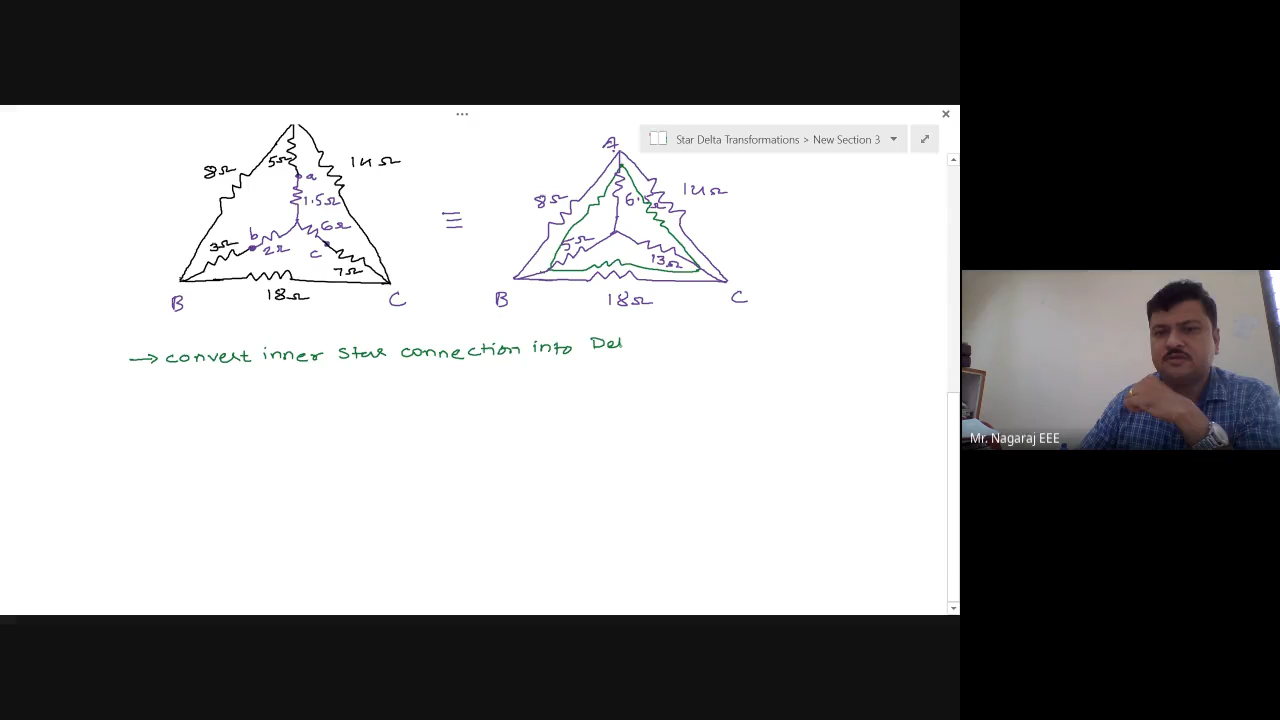 Star Delta Transformations > New Section 3
A
8Ω
5Ω
14Ω
a
1.5Ω
b
6Ω
3Ω
2Ω
c
7Ω
18Ω
B
C
≡
8Ω
14Ω
5Ω
13Ω
18Ω
B
C
→ convert inner star connection into Del
Mr. Nagaraj EEE